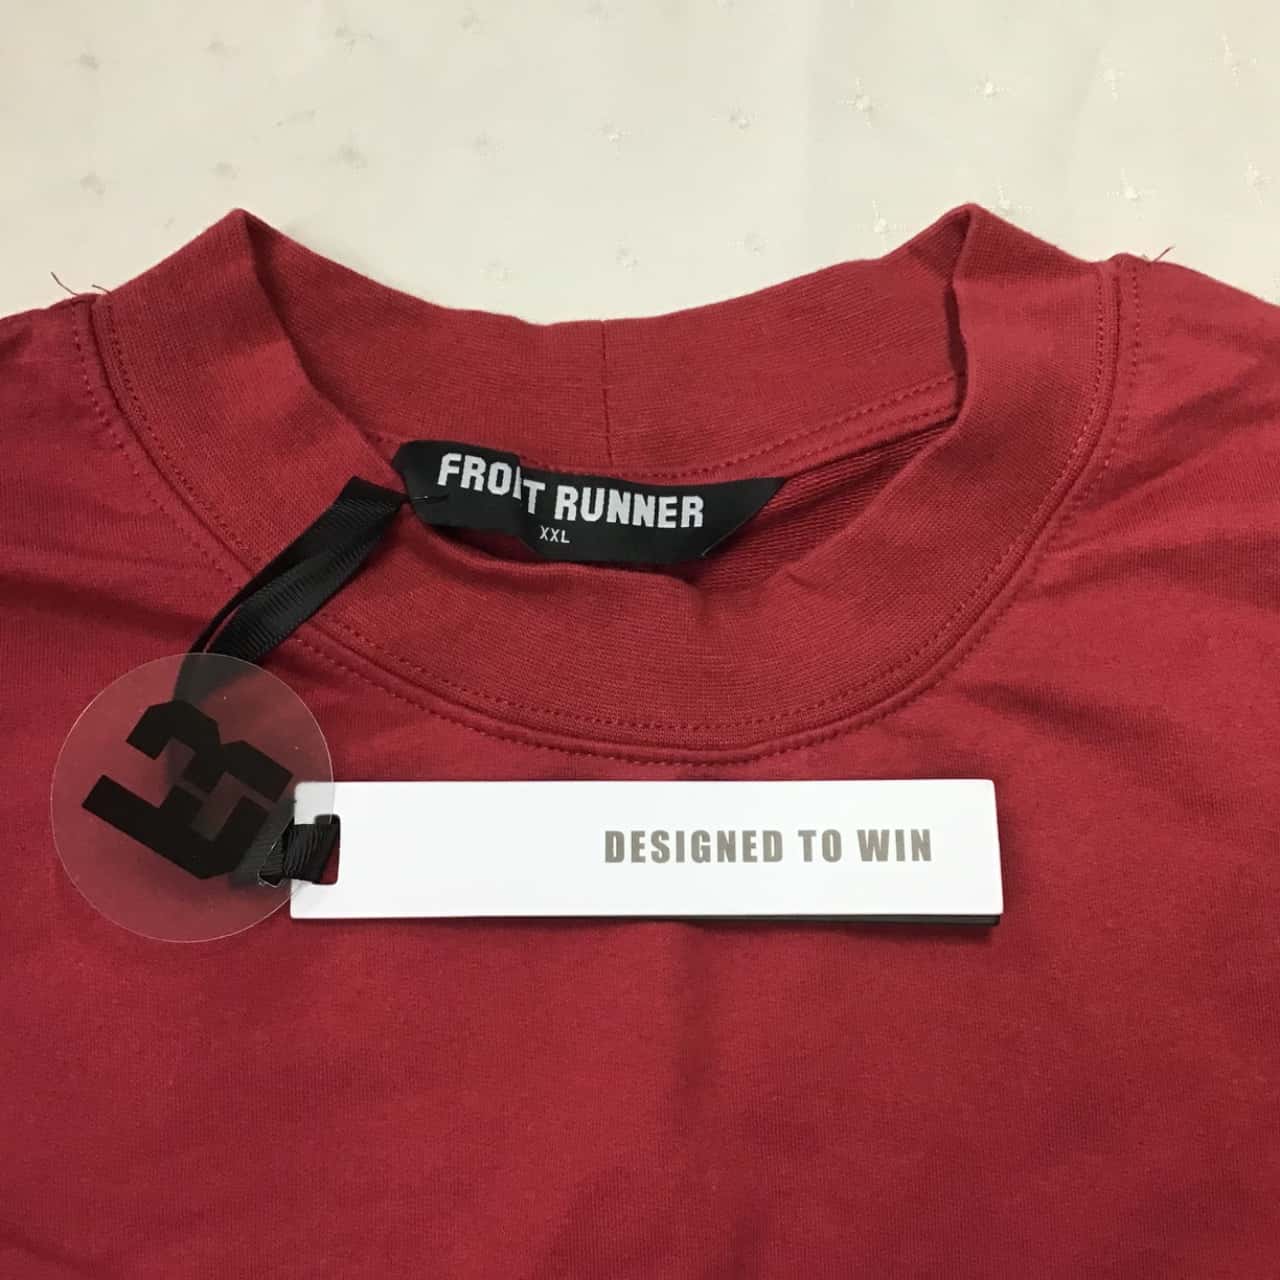 FRONT RUNNER
XXL
DESIGNED TO WIN